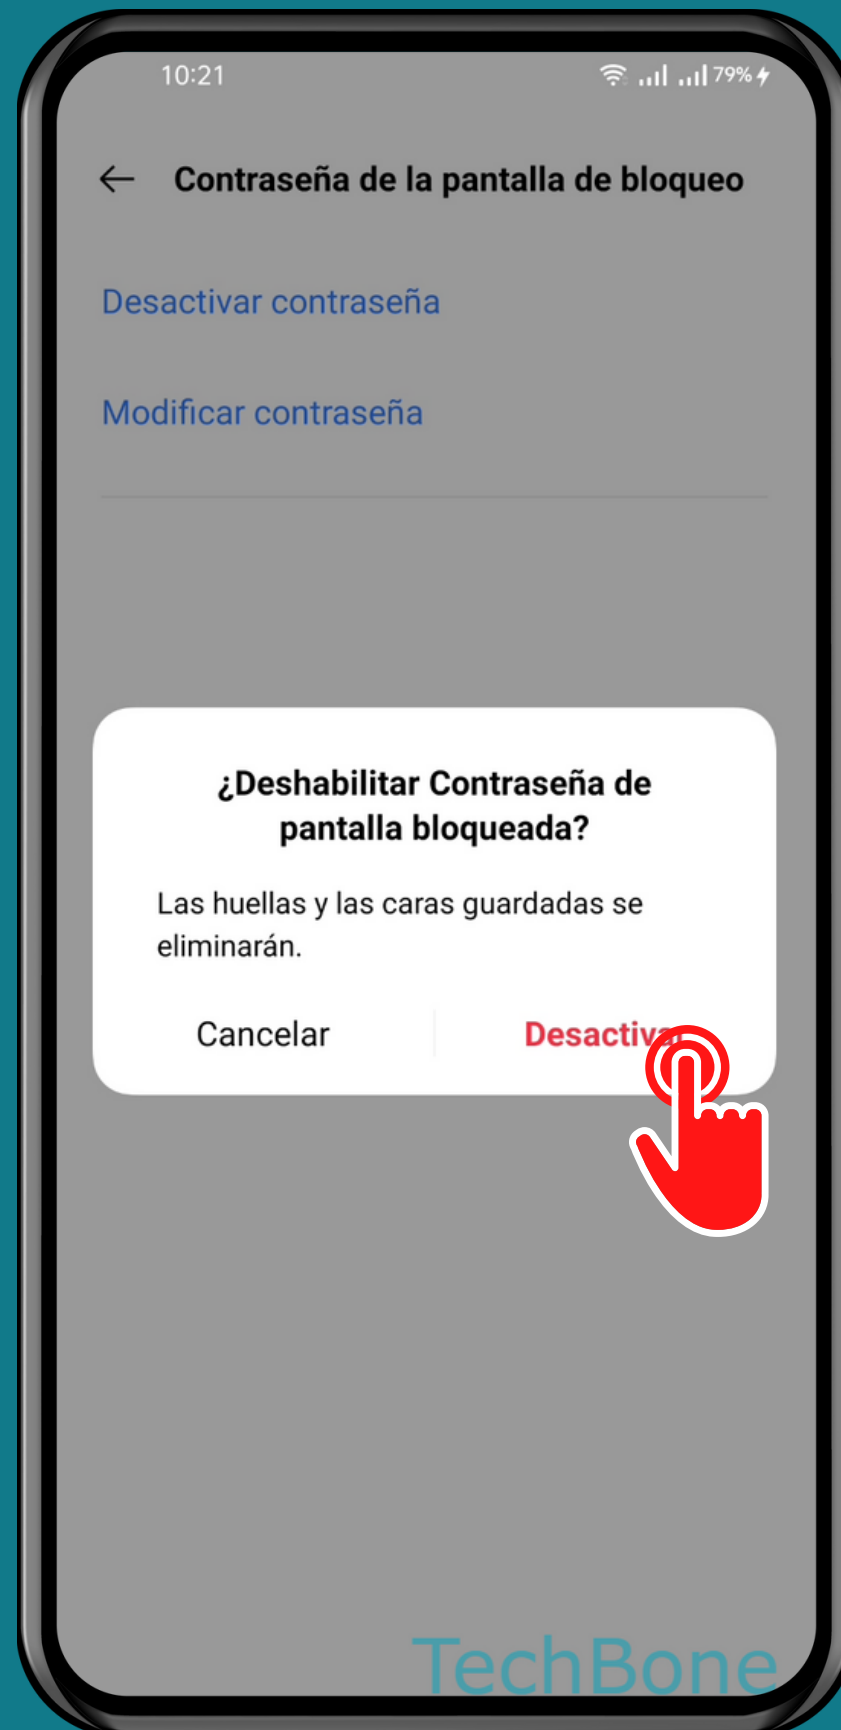 10:21 79%
Contraseña de la pantalla de bloqueo
Desactivar contraseña
Modificar contraseña
¿Deshabilitar Contraseña de
pantalla bloqueada?
Las huellas y las caras guardadas se
eliminarán.
Cancelar Desactivar
TechBone